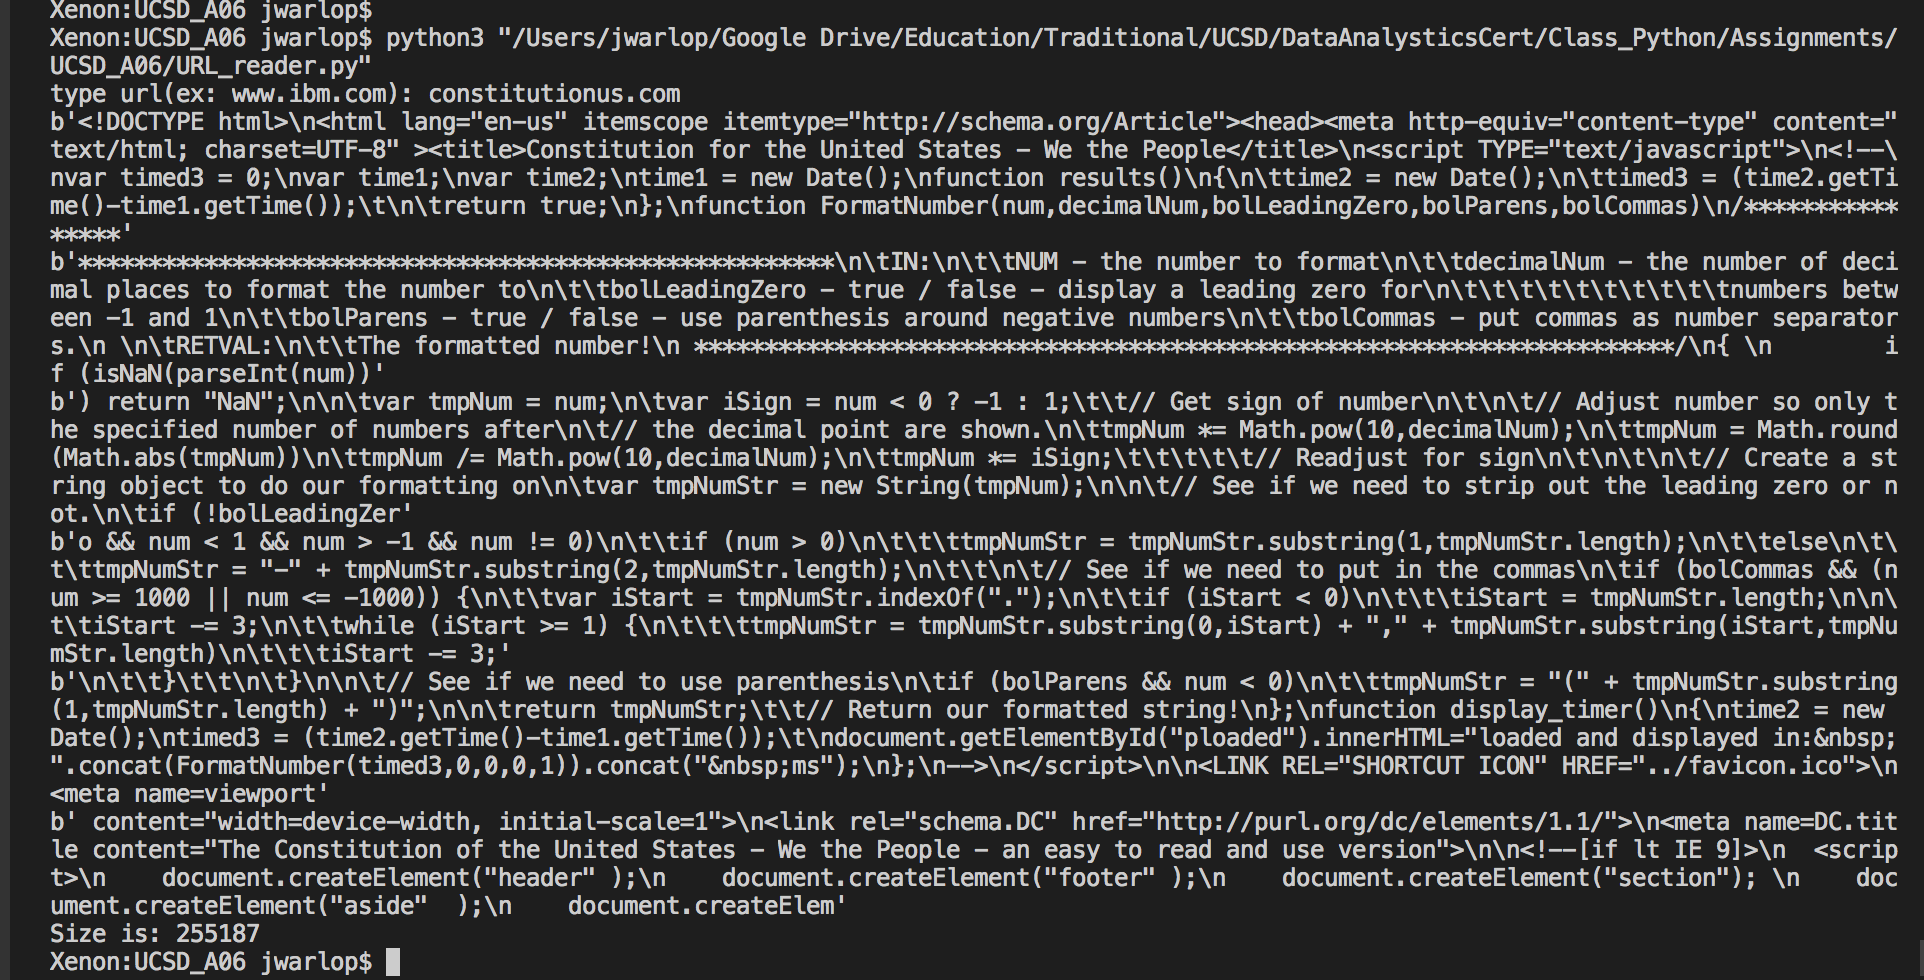 Xenon:UCSD_A06 jwarlop$
Xenon:UCSD_A06 jwarlop$ python3 "/Users/jwarlop/Google Drive/Education/Traditional/UCSD/DataAnalysticsCert/Class_Python/Assignments/
UCSD_A06/URL_reader.py"
type url(ex: www.ibm.com): constitutionus.com
b'<!DOCTYPE html>\n<html lang="en-us" itemscope itemtype="http://schema.org/Article"><head><meta http-equiv="content-type" content="
text/html; charset=UTF-8" ><title>Constitution for the United States - We the People</title>\n<script TYPE="text/javascript">\n<!--\
nvar timed3 = 0;\nvar time1;\nvar time2;\ntime1 = new Date();\nfunction results()\n{\n\ttime2 = new Date();\n\ttimed3 = (time2.getTi
me()-time1.getTime());\t\n\treturn true;\n};\nfunction FormatNumber(num,decimalNum,bolLeadingZero,bolParens,bolCommas)\n/***********
*****'
b'******************************************************\n\tIN:\n\t\tNUM - the number to format\n\t\tdecimalNum - the number of deci
mal places to format the number to\n\t\tbolLeadingZero - true / false - display a leading zero for\n\t\t\t\t\t\t\t\t\t\tnumbers betw
een -1 and 1\n\t\tbolParens - true / false - use parenthesis around negative numbers\n\t\tbolCommas - put commas as number separator
s.\n \n\tRETVAL:\n\t\tThe formatted number!\n **********************************************************************/\n{ \n        i
f (isNaN(parseInt(num))'
b') return "NaN";\n\n\tvar tmpNum = num;\n\tvar iSign = num < 0 ? -1 : 1;\t\t// Get sign of number\n\t\n\t// Adjust number so only t
he specified number of numbers after\n\t// the decimal point are shown.\n\ttmpNum *= Math.pow(10,decimalNum);\n\ttmpNum = Math.round
(Math.abs(tmpNum))\n\ttmpNum /= Math.pow(10,decimalNum);\n\ttmpNum *= iSign;\t\t\t\t\t// Readjust for sign\n\t\n\t\n\t// Create a st
ring object to do our formatting on\n\tvar tmpNumStr = new String(tmpNum);\n\n\t// See if we need to strip out the leading zero or n
ot.\n\tif (!bolLeadingZer'
b'o && num < 1 && num > -1 && num != 0)\n\t\tif (num > 0)\n\t\t\ttmpNumStr = tmpNumStr.substring(1,tmpNumStr.length);\n\t\telse\n\t\
t\ttmpNumStr = "-" + tmpNumStr.substring(2,tmpNumStr.length);\n\t\t\n\t// See if we need to put in the commas\n\tif (bolCommas && (n
um >= 1000 || num <= -1000)) {\n\t\tvar iStart = tmpNumStr.indexOf(".");\n\t\tif (iStart < 0)\n\t\t\tiStart = tmpNumStr.length;\n\n\
t\tiStart -= 3;\n\t\twhile (iStart >= 1) {\n\t\t\ttmpNumStr = tmpNumStr.substring(0,iStart) + "," + tmpNumStr.substring(iStart,tmpNu
mStr.length)\n\t\t\tiStart -= 3;'
b'\n\t\t}\t\t\n\t}\n\n\t// See if we need to use parenthesis\n\tif (bolParens && num < 0)\n\t\ttmpNumStr = "(" + tmpNumStr.substring
(1,tmpNumStr.length) + ")";\n\n\treturn tmpNumStr;\t\t// Return our formatted string!\n};\nfunction display_timer()\n{\ntime2 = new
Date();\ntimed3 = (time2.getTime()-time1.getTime());\t\ndocument.getElementById("ploaded").innerHTML="loaded and displayed in:&nbsp;
".concat(FormatNumber(timed3,0,0,0,1)).concat("&nbsp;ms");\n};\n-->\n</script>\n\n<LINK REL="SHORTCUT ICON" HREF="../favicon.ico">\n
<meta name=viewport'
b' content="width=device-width, initial-scale=1">\n<link rel="schema.DC" href="http://purl.org/dc/elements/1.1/">\n<meta name=DC.tit
le content="The Constitution of the United States - We the People - an easy to read and use version">\n\n<!--[if lt IE 9]>\n  <scrip
t>\n    document.createElement("header" );\n    document.createElement("footer" );\n    document.createElement("section"); \n    doc
ument.createElement("aside"  );\n    document.createElem'
Size is: 255187
Xenon:UCSD_A06 jwarlop$